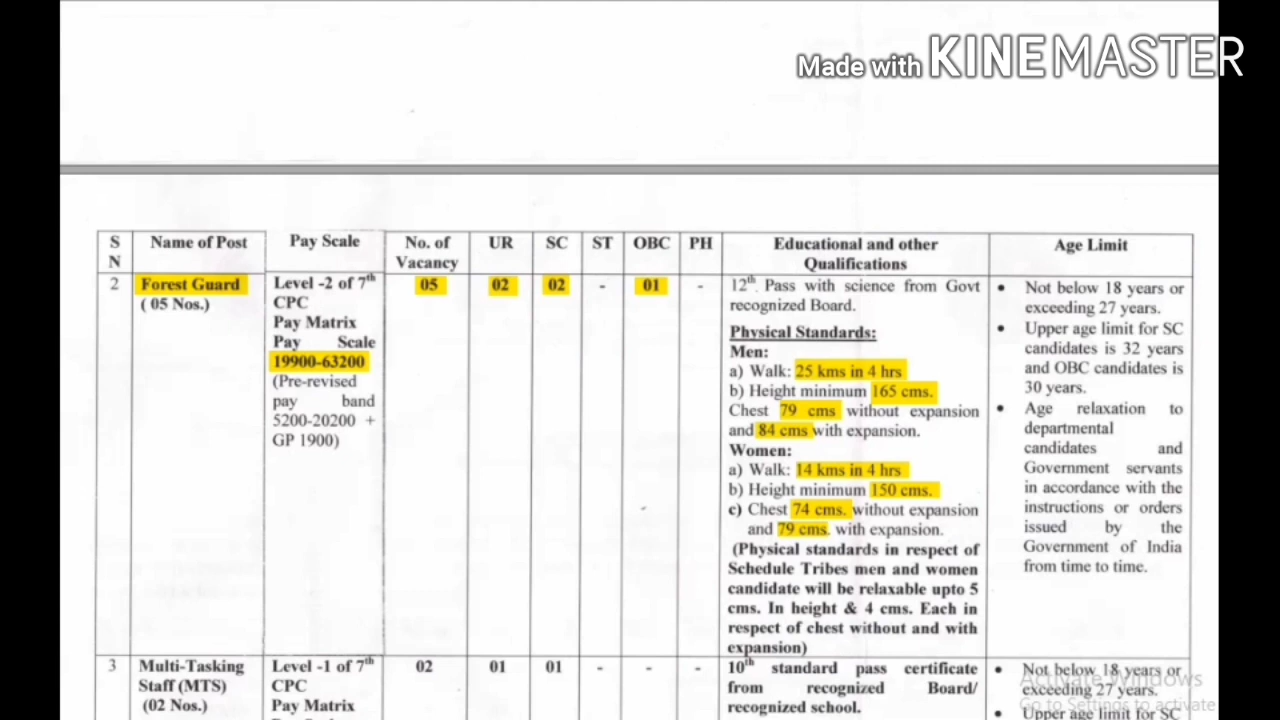 Made with KINEMASTER
S N
Name of Post
Pay Scale
No. of Vacancy
UR
SC
ST
OBC
PH
Educational and other Qualifications
Age Limit
2
Forest Guard
( 05 Nos.)
Level -2 of 7th
CPC
Pay Matrix
Pay Scale
19900-63200
(Pre-revised
pay band
5200-20200 +
GP 1900)
05
02
02
-
01
-
12th Pass with science from Govt
recognized Board.
Physical Standards:
Men:
a) Walk: 25 kms in 4 hrs
b) Height minimum 165 cms.
Chest 79 cms without expansion
and 84 cms with expansion.
Women:
a) Walk: 14 kms in 4 hrs
b) Height minimum 150 cms.
c) Chest 74 cms. without expansion
and 79 cms. with expansion.
(Physical standards in respect of
Schedule Tribes men and women
candidate will be relaxable upto 5
cms. In height & 4 cms. Each in
respect of chest without and with
expansion)
• Not below 18 years or
exceeding 27 years.
• Upper age limit for SC
candidates is 32 years
and OBC candidates is
30 years.
• Age relaxation to
departmental
candidates and
Government servants
in accordance with the
instructions or orders
issued by the
Government of India
from time to time.
3
Multi-Tasking
Staff (MTS)
(02 Nos.)
Level -1 of 7th
CPC
Pay Matrix
Pay Scale
02
01
01
-
-
-
10th standard pass certificate
from recognized Board/
recognized school.
• Not below 18 years or
exceeding 27 years.
• Upper age limit for SC
Activate Windows
Go to Settings to activate